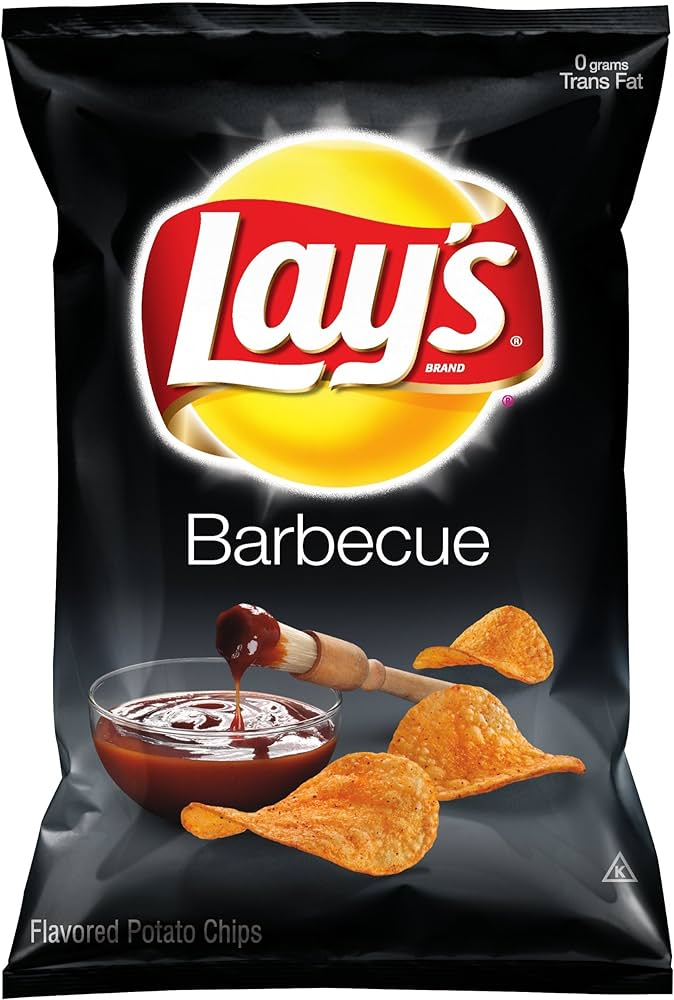 0 grams
Trans Fat
Lay's
BRAND
®
®
Barbecue
K
Flavored Potato Chips